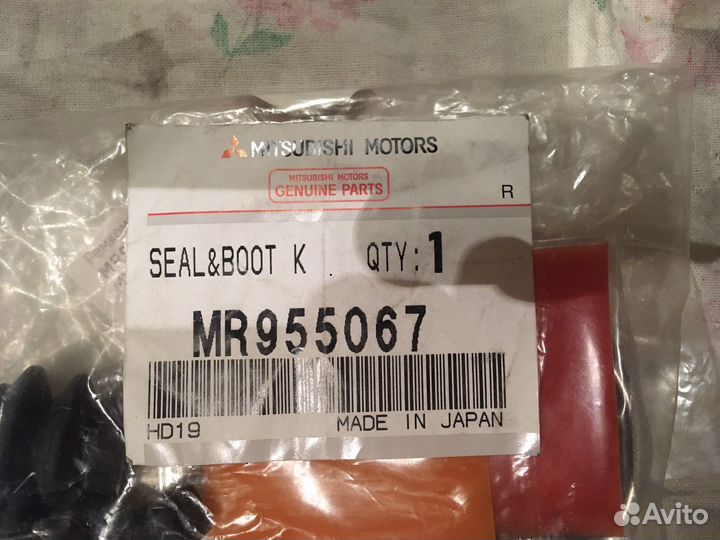 MITSUBISHI MOTORS
MITSUBISHI MOTORS
GENUINE PARTS
R
SEAL&BOOT K . QTY:1
MR955067
HD19 MADE IN JAPAN
Avito